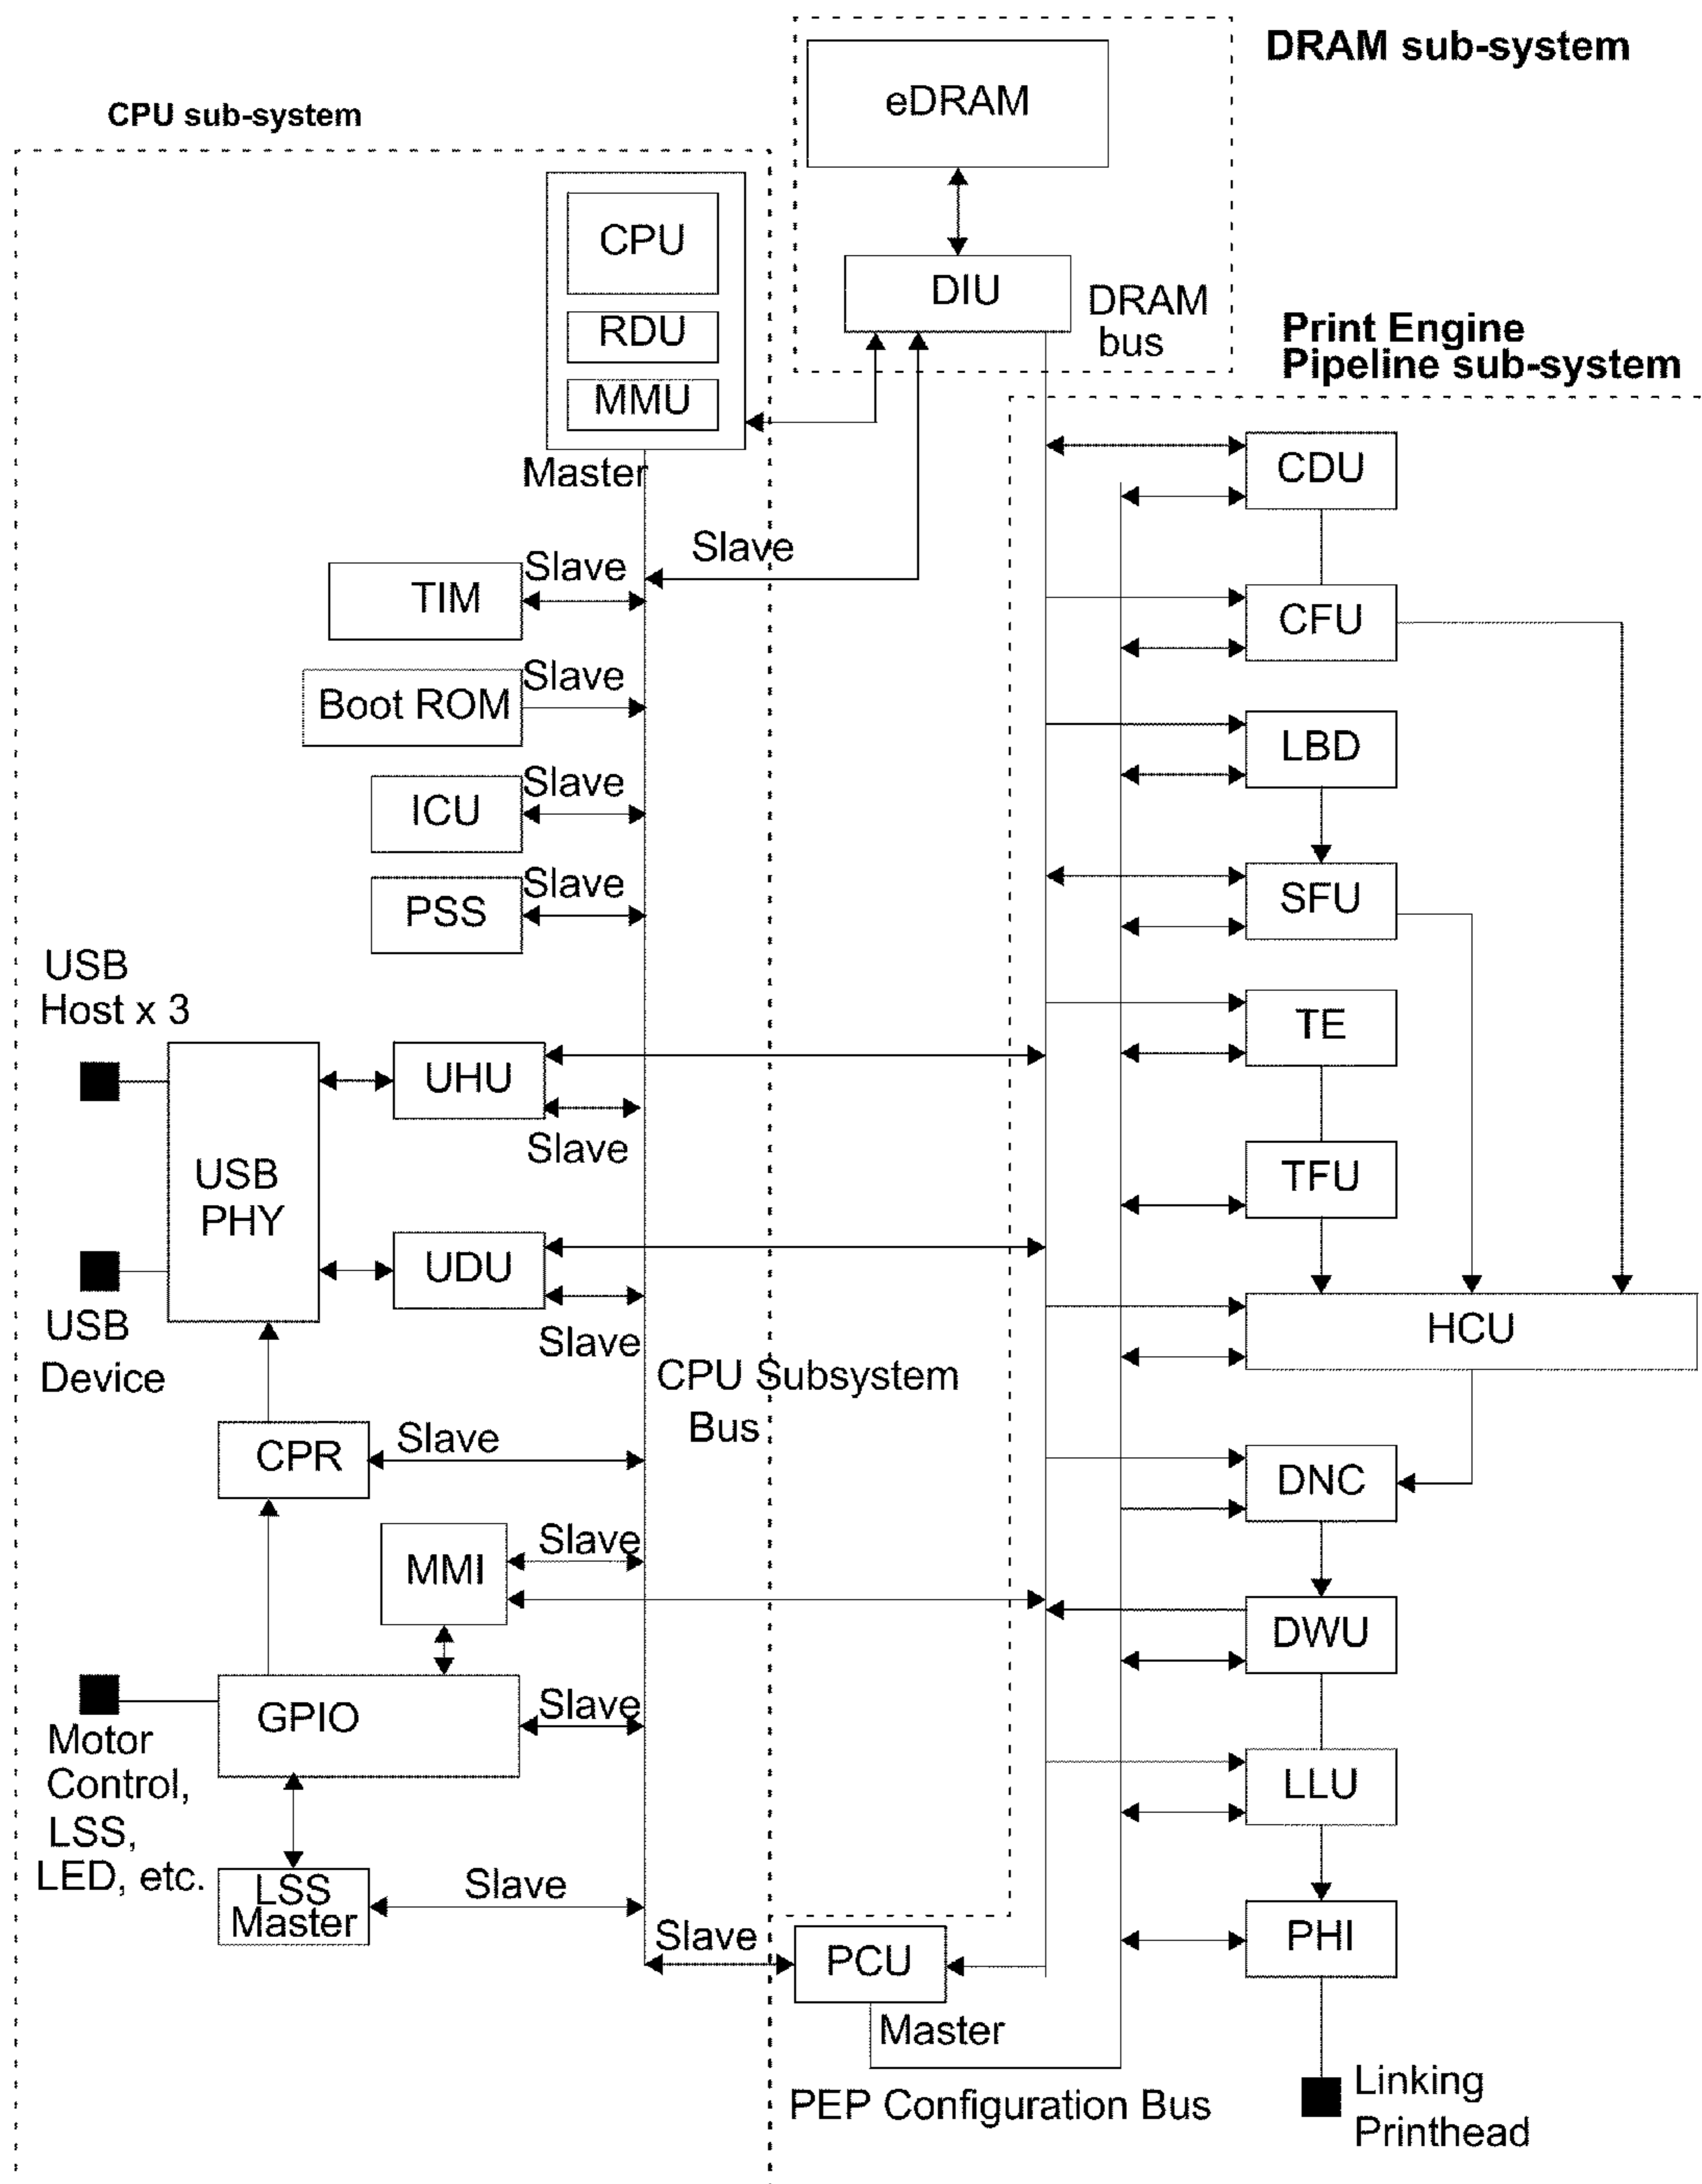 DRAM sub-system
eDRAM
CPU sub-system
CPU
DIU
DRAM
bus
RDU
MMU
Print Engine
Pipeline sub-system
Master
CDU
Slave
Slave
TIM
CFU
Slave
Boot ROM
LBD
Slave
ICU
Slave
PSS
SFU
USB
Host x 3
TE
UHU
Slave
USB
PHY
TFU
UDU
USB
Device
Slave
HCU
CPU Subsystem
Bus
Slave
CPR
DNC
Slave
MMI
DWU
Slave
GPIO
Motor
Control,
LSS,
LED, etc.
LLU
LSS
Master
Slave
Slave
PCU
PHI
Master
PEP Configuration Bus
Linking
Printhead